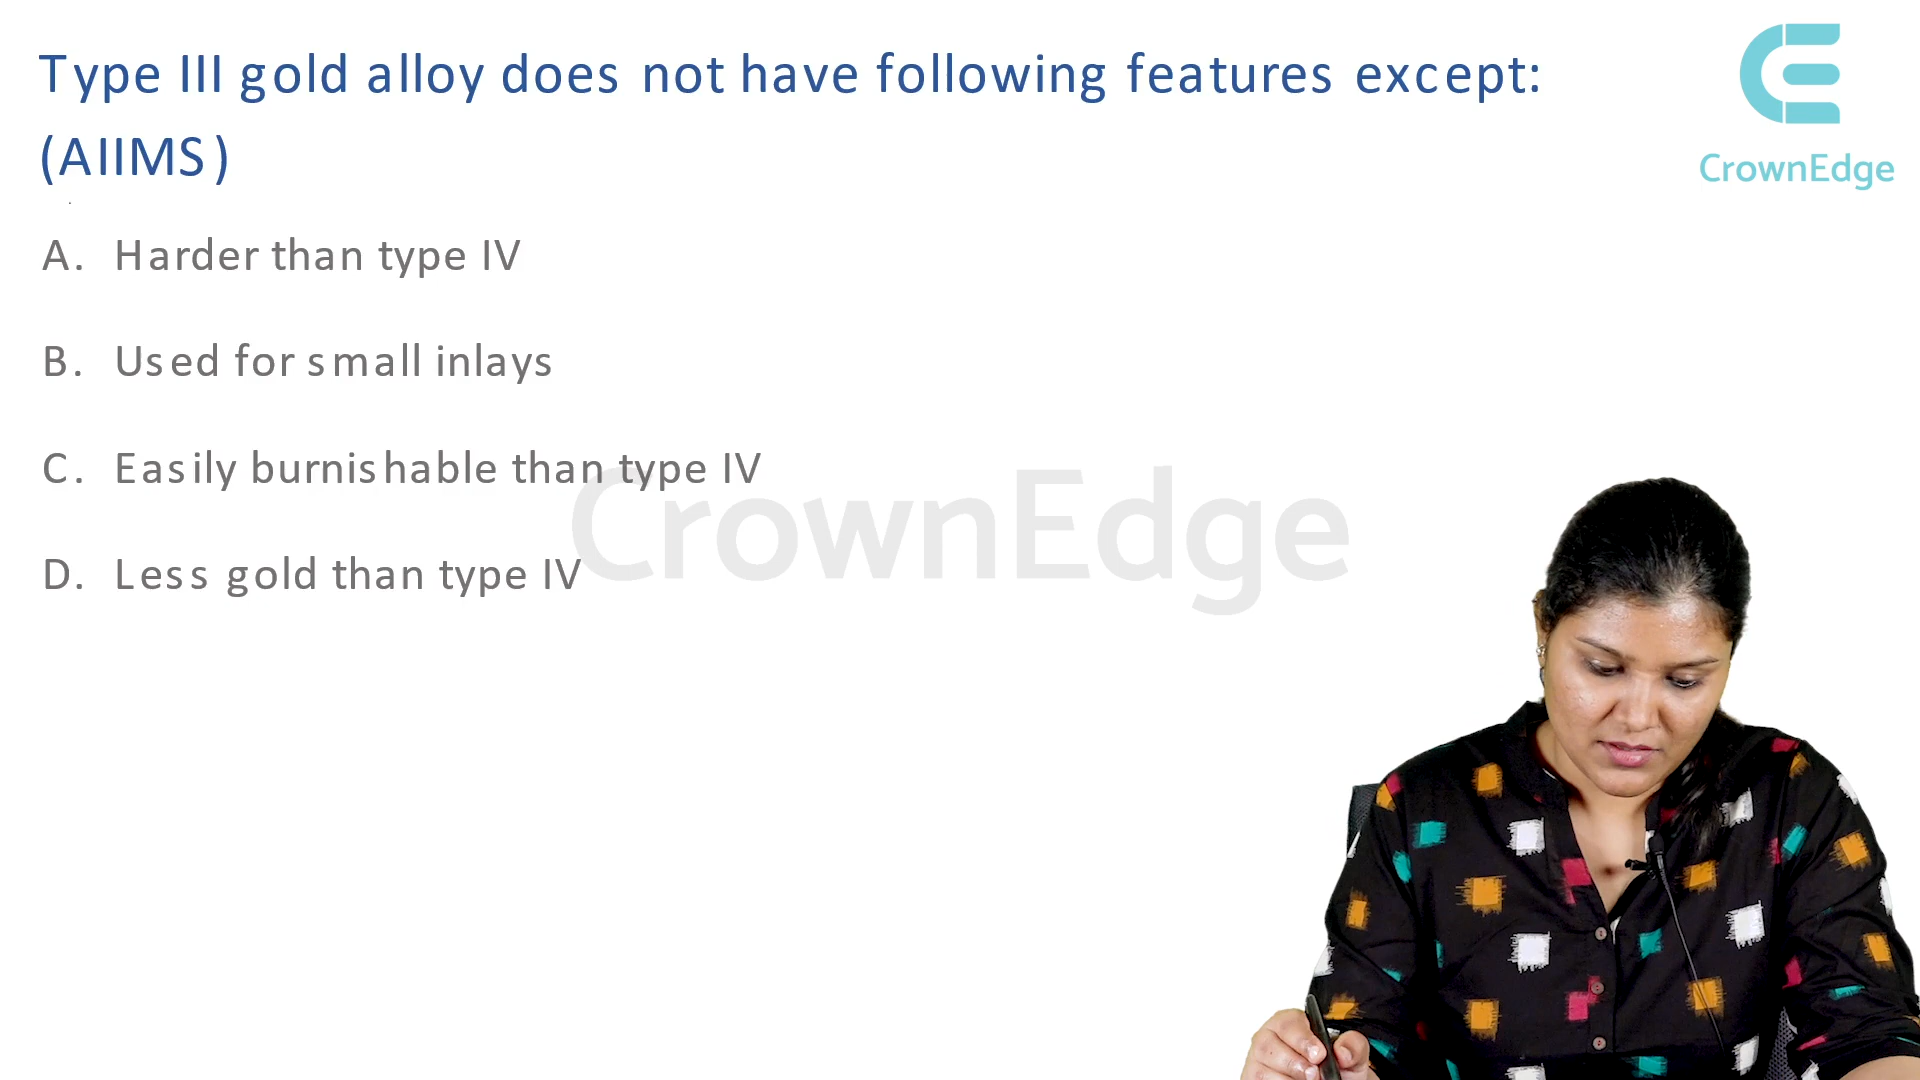 Type III gold alloy does not have following features except:
(AIIMS)
CrownEdge
A. Harder than type IV
B. Used for small inlays
C. Easily burnishable than type IV
D. Less gold than type IV
CrownEdge